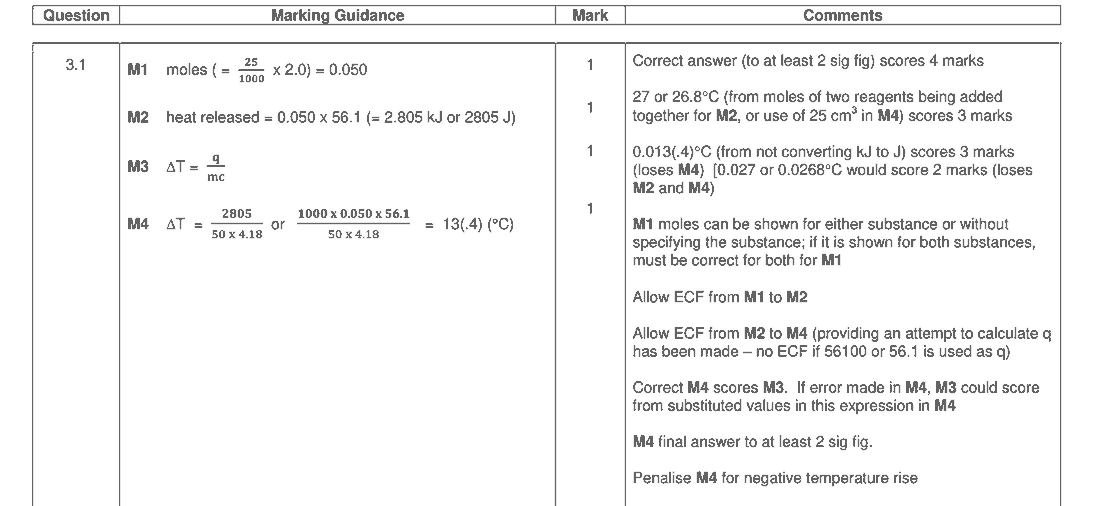 Question Marking Guidance Mark Comments
3.1
M1 moles ( = 25/1000 x 2.0) = 0.050
M2 heat released = 0.050 x 56.1 (= 2.805 kJ or 2805 J)
M3 ΔT = q/mc
M4 ΔT = 2805/50 x 4.18 or 1000 x 0.050 x 56.1/50 x 4.18 = 13(.4) (°C)
1
1
1
1
Correct answer (to at least 2 sig fig) scores 4 marks
27 or 26.8°C (from moles of two reagents being added
together for M2, or use of 25 cm³ in M4) scores 3 marks
0.013(.4)°C (from not converting kJ to J) scores 3 marks
(loses M4) [0.027 or 0.0268°C would score 2 marks (loses
M2 and M4)
M1 moles can be shown for either substance or without
specifying the substance; if it is shown for both substances,
must be correct for both for M1
Allow ECF from M1 to M2
Allow ECF from M2 to M4 (providing an attempt to calculate q
has been made – no ECF if 56100 or 56.1 is used as q)
Correct M4 scores M3. If error made in M4, M3 could score
from substituted values in this expression in M4
M4 final answer to at least 2 sig fig.
Penalise M4 for negative temperature rise